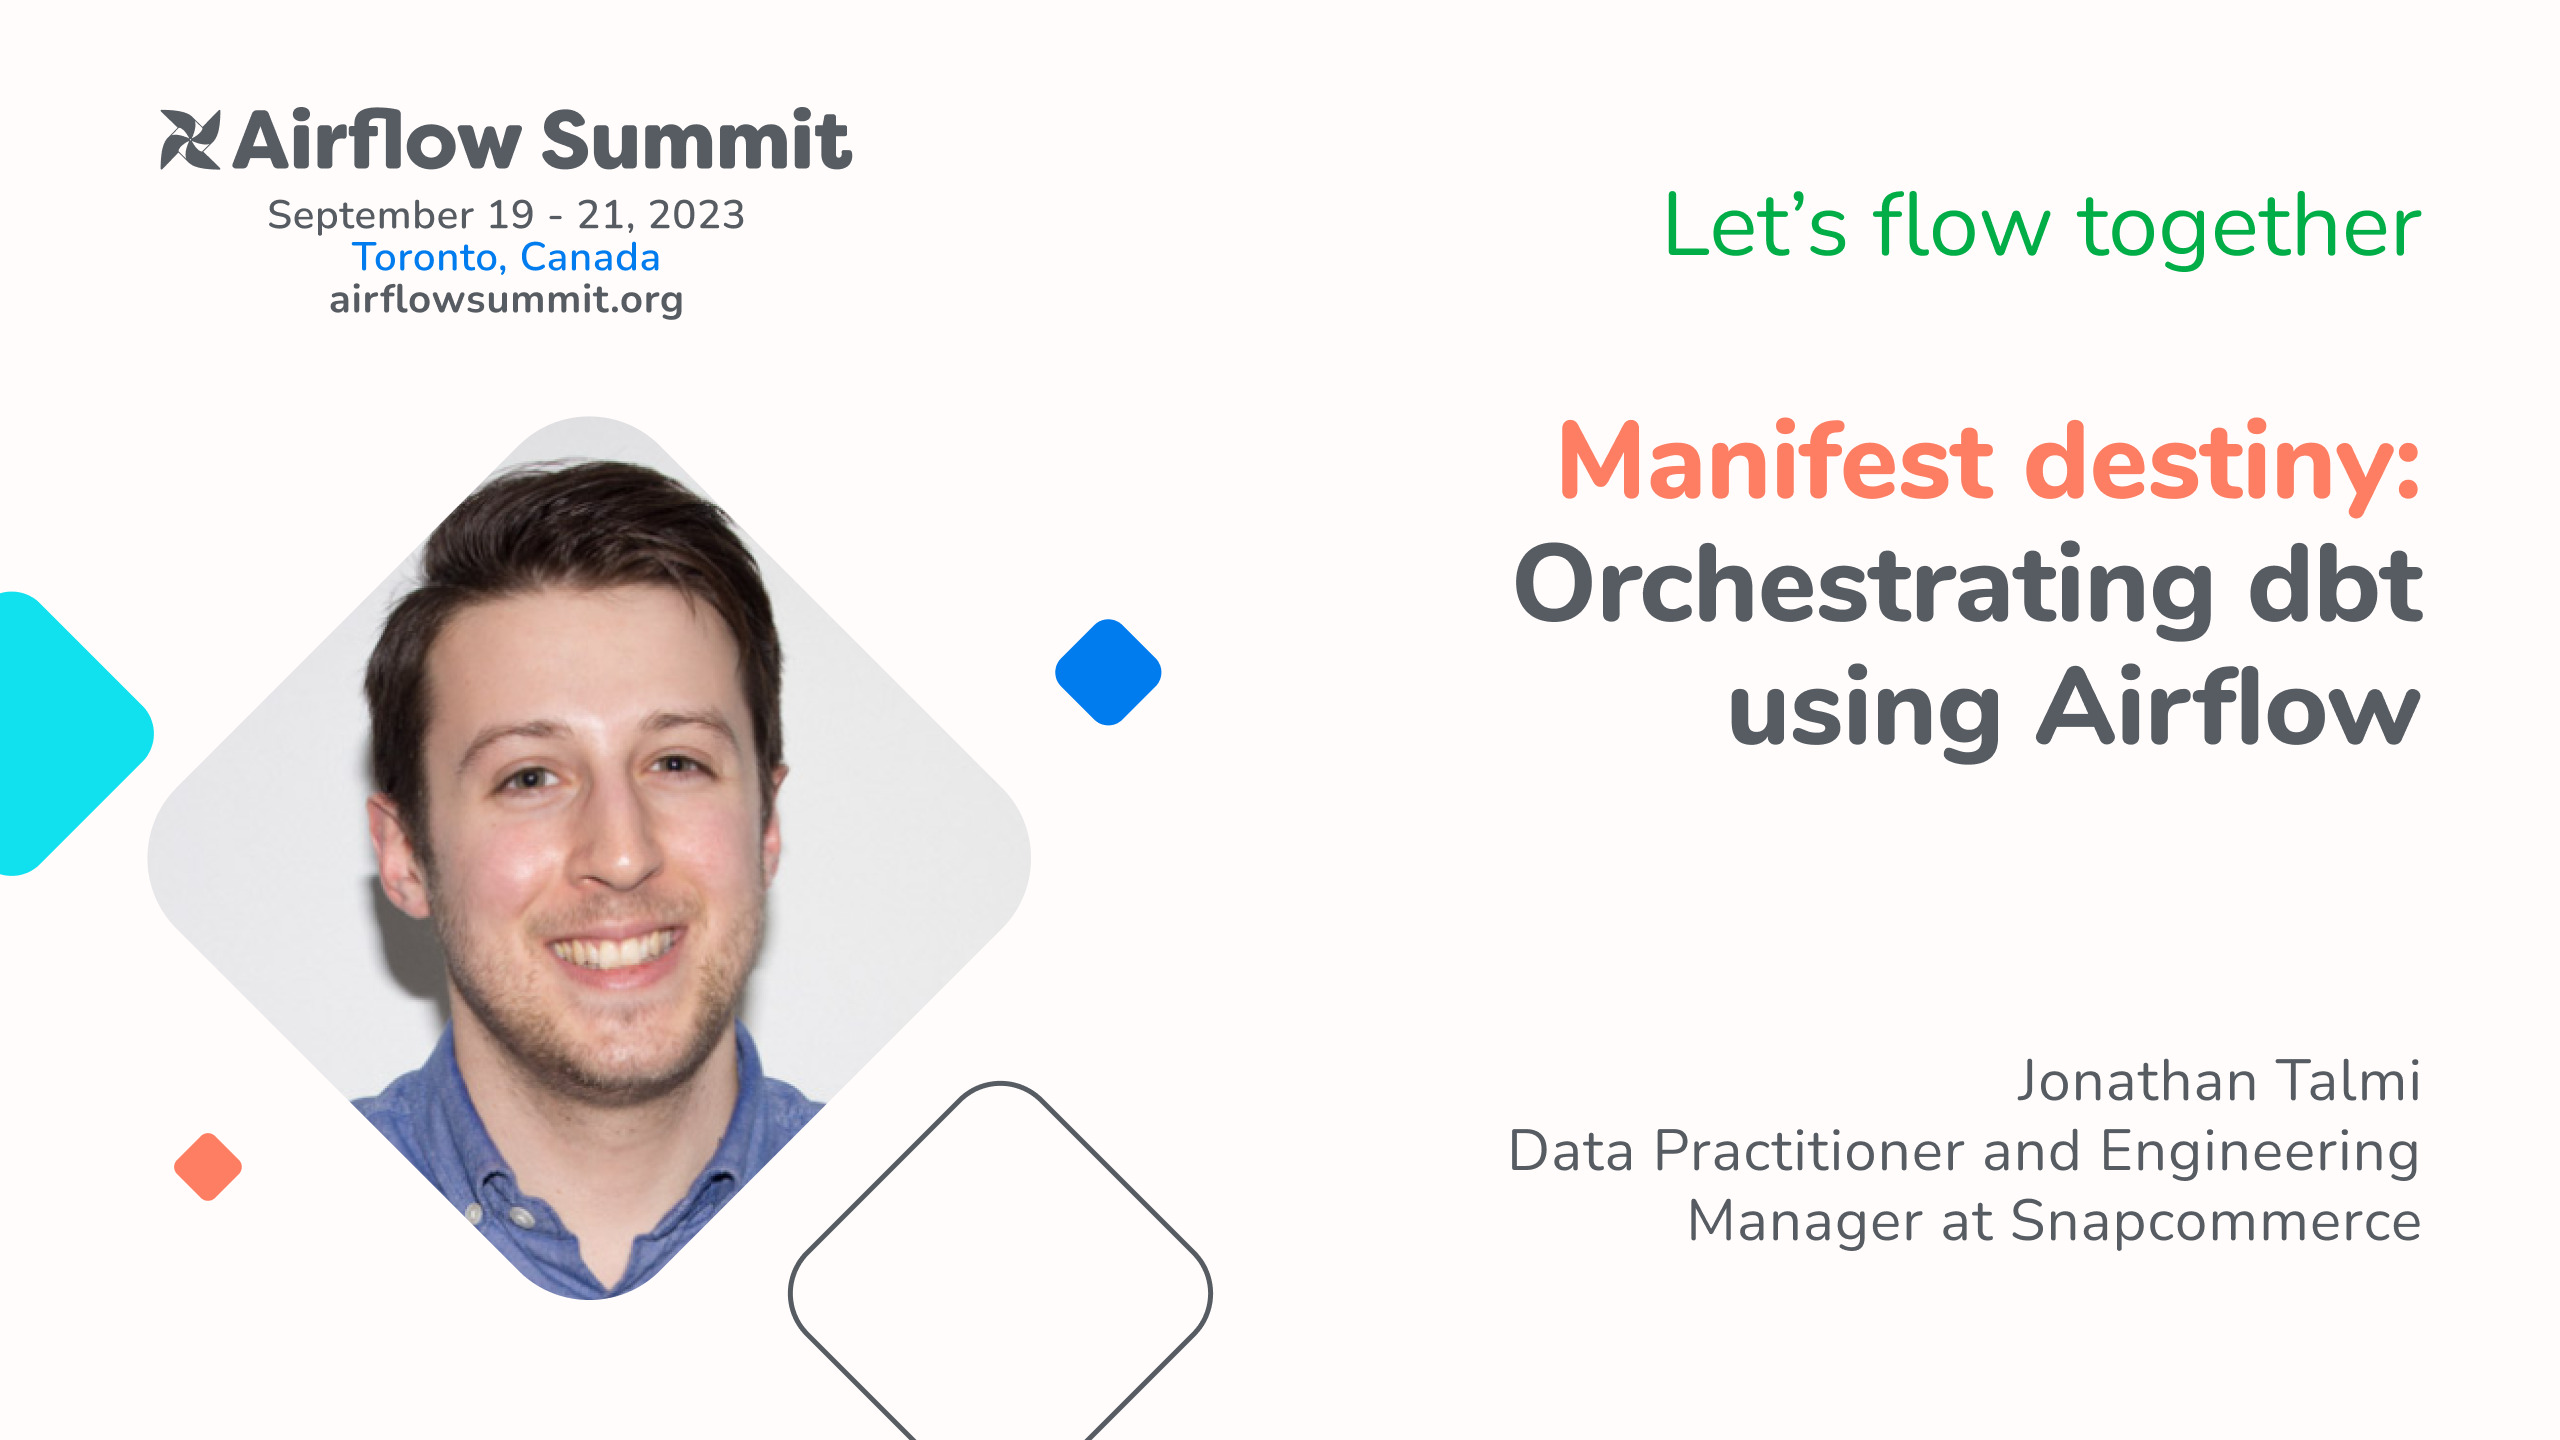 Airflow Summit
September 19 - 21, 2023
Toronto, Canada
airflowsummit.org
Let’s flow together
Manifest destiny:
Orchestrating dbt
using Airflow
Jonathan Talmi
Data Practitioner and Engineering
Manager at Snapcommerce